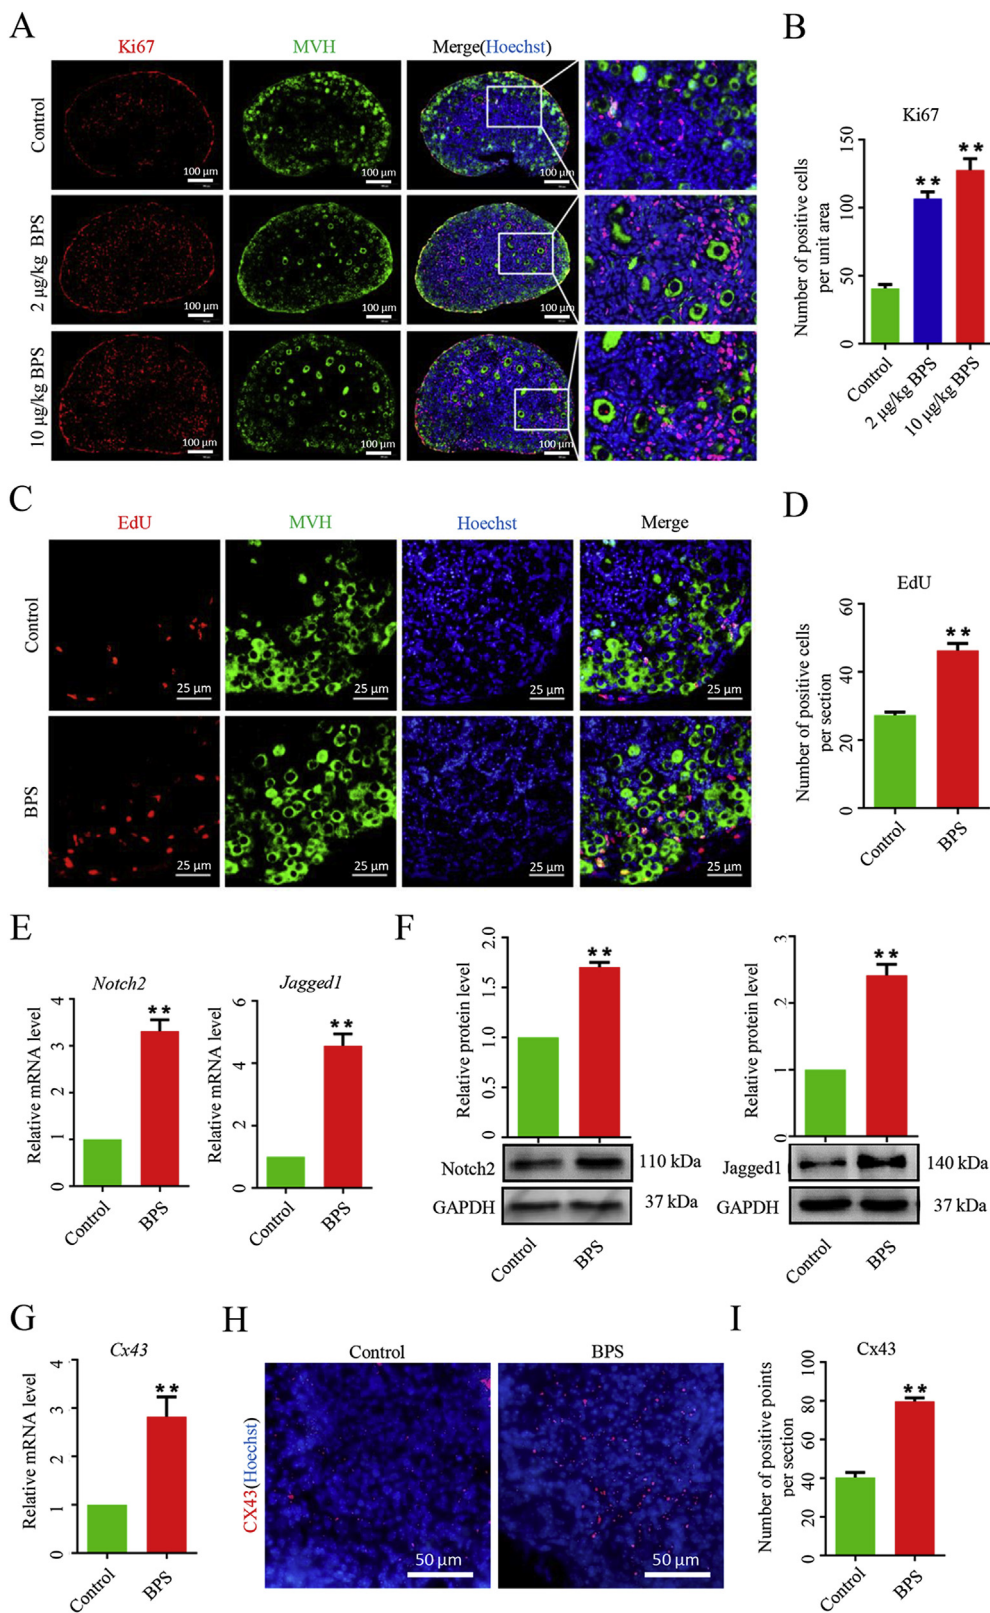 A
Ki67
MVH
Merge(Hoechst)
Control
100 μm
100 μm
100 μm
2 μg/kg BPS
100 μm
100 μm
100 μm
10 μg/kg BPS
100 μm
100 μm
100 μm
B
Ki67
Number of positive cells
per unit area
150
100
50
0
**
**
Control
2 μg/kg BPS
10 μg/kg BPS
C
EdU
MVH
Hoechst
Merge
Control
25 μm
25 μm
25 μm
25 μm
BPS
25 μm
25 μm
25 μm
25 μm
D
EdU
Number of positive cells
per section
60
40
20
0
**
Control
BPS
E
Notch2
Relative mRNA level
4
3
2
1
0
**
Control
BPS
Jagged1
Relative mRNA level
6
4
2
0
**
Control
BPS
F
Relative protein level
2.0
1.5
1.0
0.5
0
**
Notch2
110 kDa
GAPDH
37 kDa
Control
BPS
Relative protein level
3
2
1
0
**
Jagged1
140 kDa
GAPDH
37 kDa
Control
BPS
G
Cx43
Relative mRNA level
4
3
2
1
0
**
Control
BPS
H
Control
BPS
CX43(Hoechst)
50 μm
50 μm
I
Cx43
Number of positive points
per section
100
80
60
40
20
0
**
Control
BPS